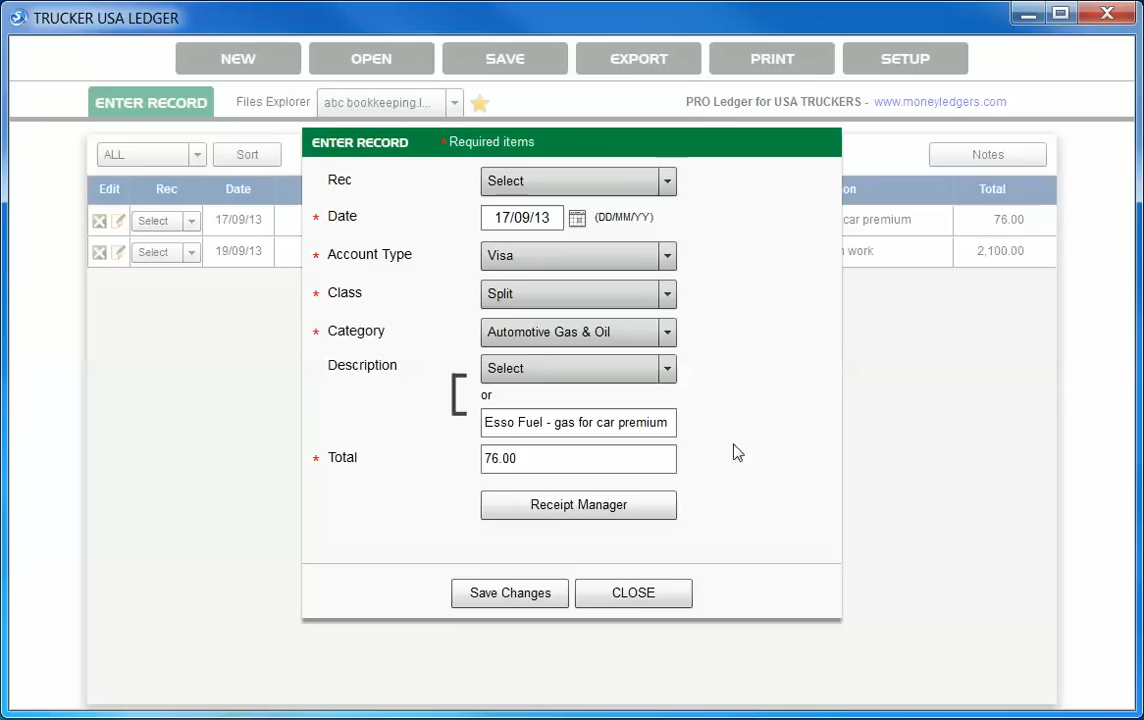 TRUCKER USA LEDGER
NEW OPEN SAVE EXPORT PRINT SETUP
ENTER RECORD Files Explorer abc bookkeeping.l... PRO Ledger for USA TRUCKERS - www.moneyledgers.com
ENTER RECORD * Required items
ALL Sort Notes
Rec Select
Edit Rec Date on Total
* Date 17/09/13 (DD/MM/YY)
Select 17/09/13 car premium 76.00
* Account Type Visa
Select 19/09/13 work 2,100.00
* Class Split
* Category Automotive Gas & Oil
Description Select
or
Esso Fuel - gas for car premium
* Total 76.00
Receipt Manager
Save Changes CLOSE